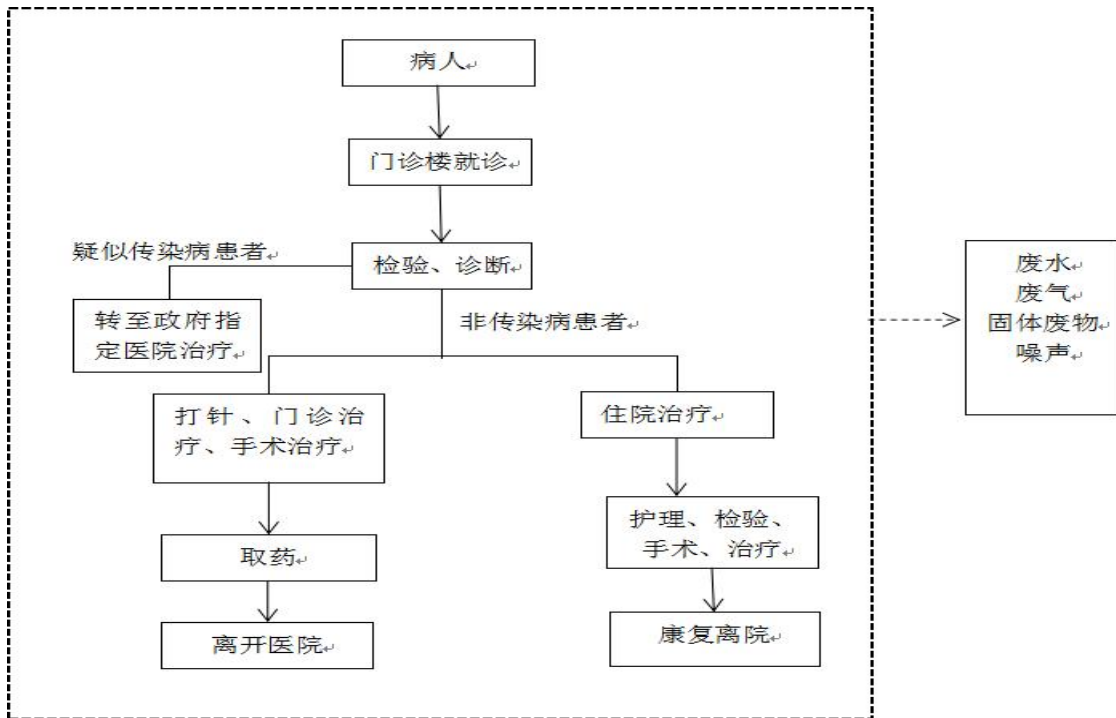 病人
门诊楼就诊
疑似传染病患者
检验、诊断
转至政府指
定医院治疗
非传染病患者
打针、门诊治
疗、手术治疗
住院治疗
护理、检验、
手术、治疗
取药
离开医院
康复离院
废水
废气
固体废物
噪声